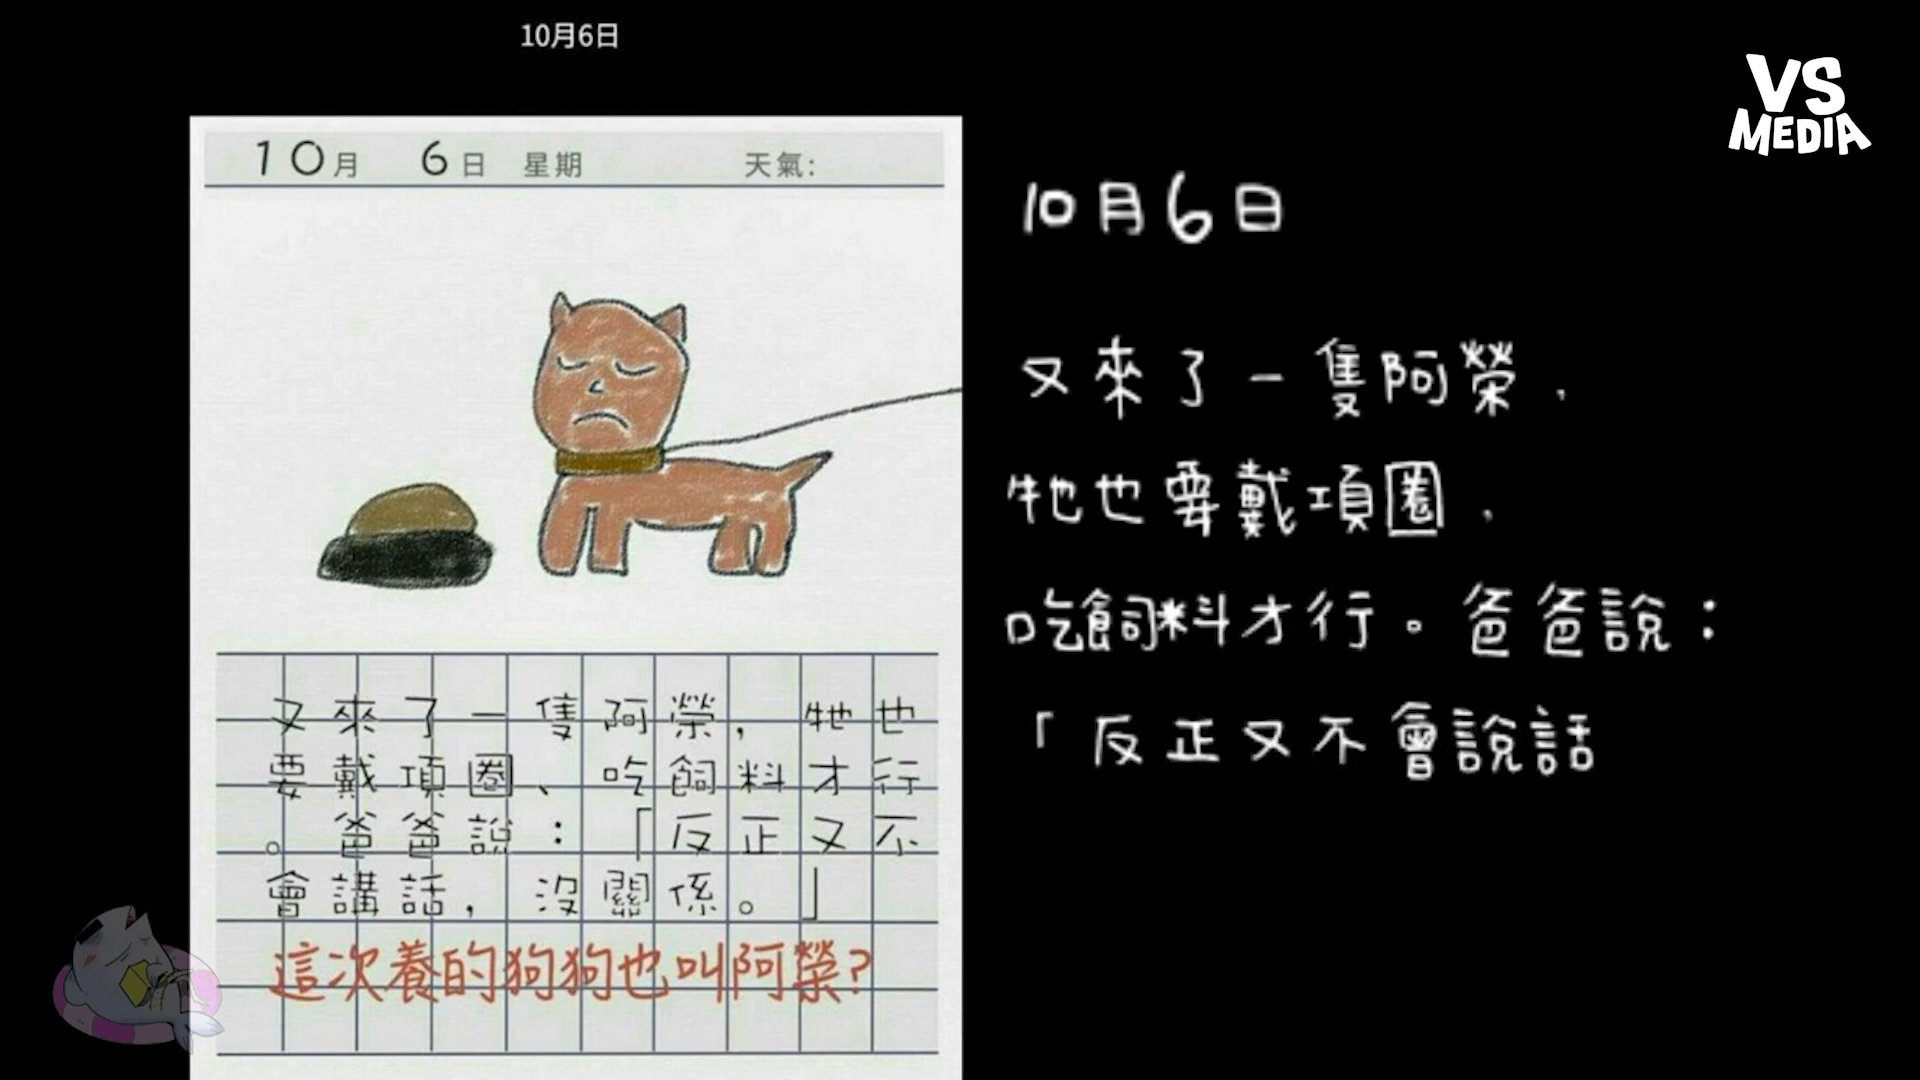 10月6日
VS
MEDIA
10月 6日 星期 天氣:
又來了一隻阿榮，牠也
要戴項圈、吃飼料才行
。爸爸說：「反正又不
會講話，沒關係。」
這次養的狗狗也叫阿榮?
10月6日
又來了一隻阿榮，
牠也要戴項圈，
吃飼料才行。爸爸說：
「反正又不會說話